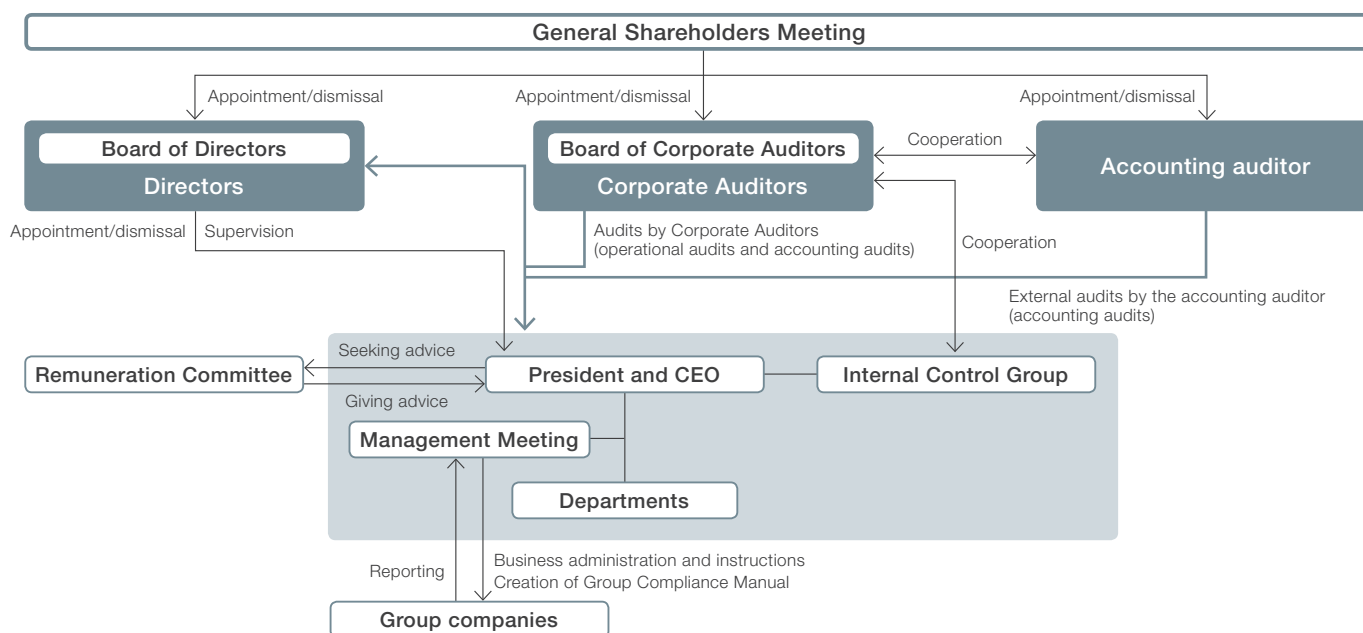 General Shareholders Meeting
Appointment/dismissal
Appointment/dismissal
Appointment/dismissal
Board of Directors
Directors
Board of Corporate Auditors
Corporate Auditors
Cooperation
Accounting auditor
Appointment/dismissal
Supervision
Audits by Corporate Auditors
(operational audits and accounting audits)
Cooperation
External audits by the accounting auditor
(accounting audits)
Seeking advice
Remuneration Committee
President and CEO
Internal Control Group
Giving advice
Management Meeting
Departments
Reporting
Business administration and instructions
Creation of Group Compliance Manual
Group companies